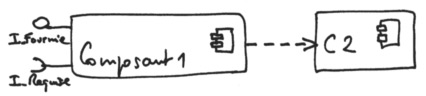 I_Fournie
Composant 1
C2
I_Requise